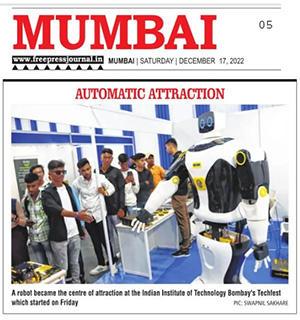 MUMBAI
05
www.freepressjournal.in MUMBAI | SATURDAY | DECEMBER 17, 2022
AUTOMATIC ATTRACTION
A robot became the centre of attraction at the Indian Institute of Technology Bombay's Techfest
which started on Friday
PIC: SWAPNIL SAKHARE